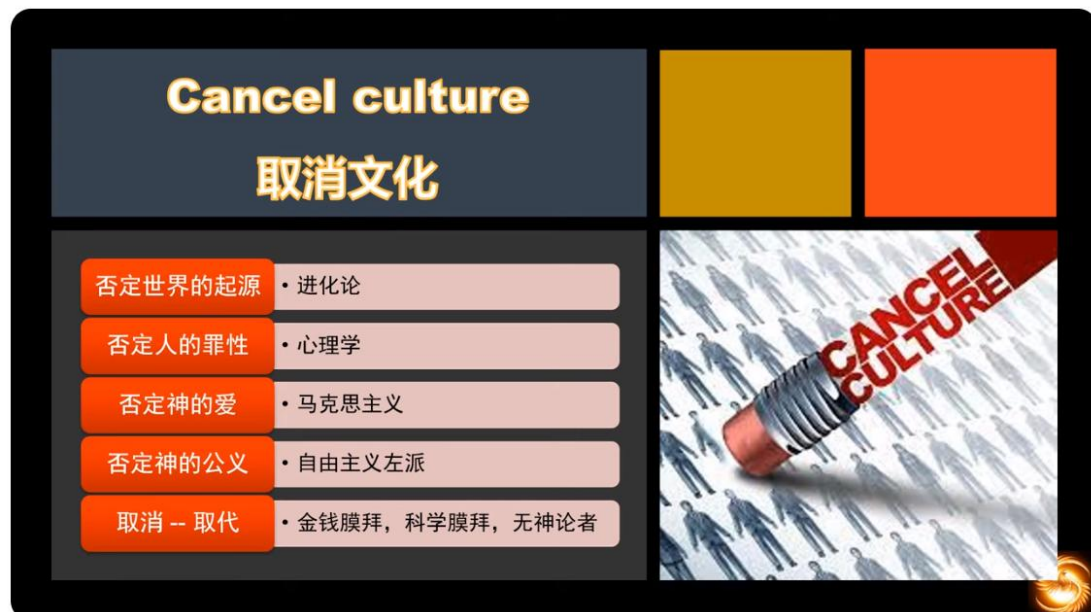 Cancel culture
取消文化
否定世界的起源
• 进化论
否定人的罪性
• 心理学
否定神的爱
• 马克思主义
否定神的公义
• 自由主义左派
取消 -- 取代
• 金钱膜拜，科学膜拜，无神论者
CANCEL
CULTURE